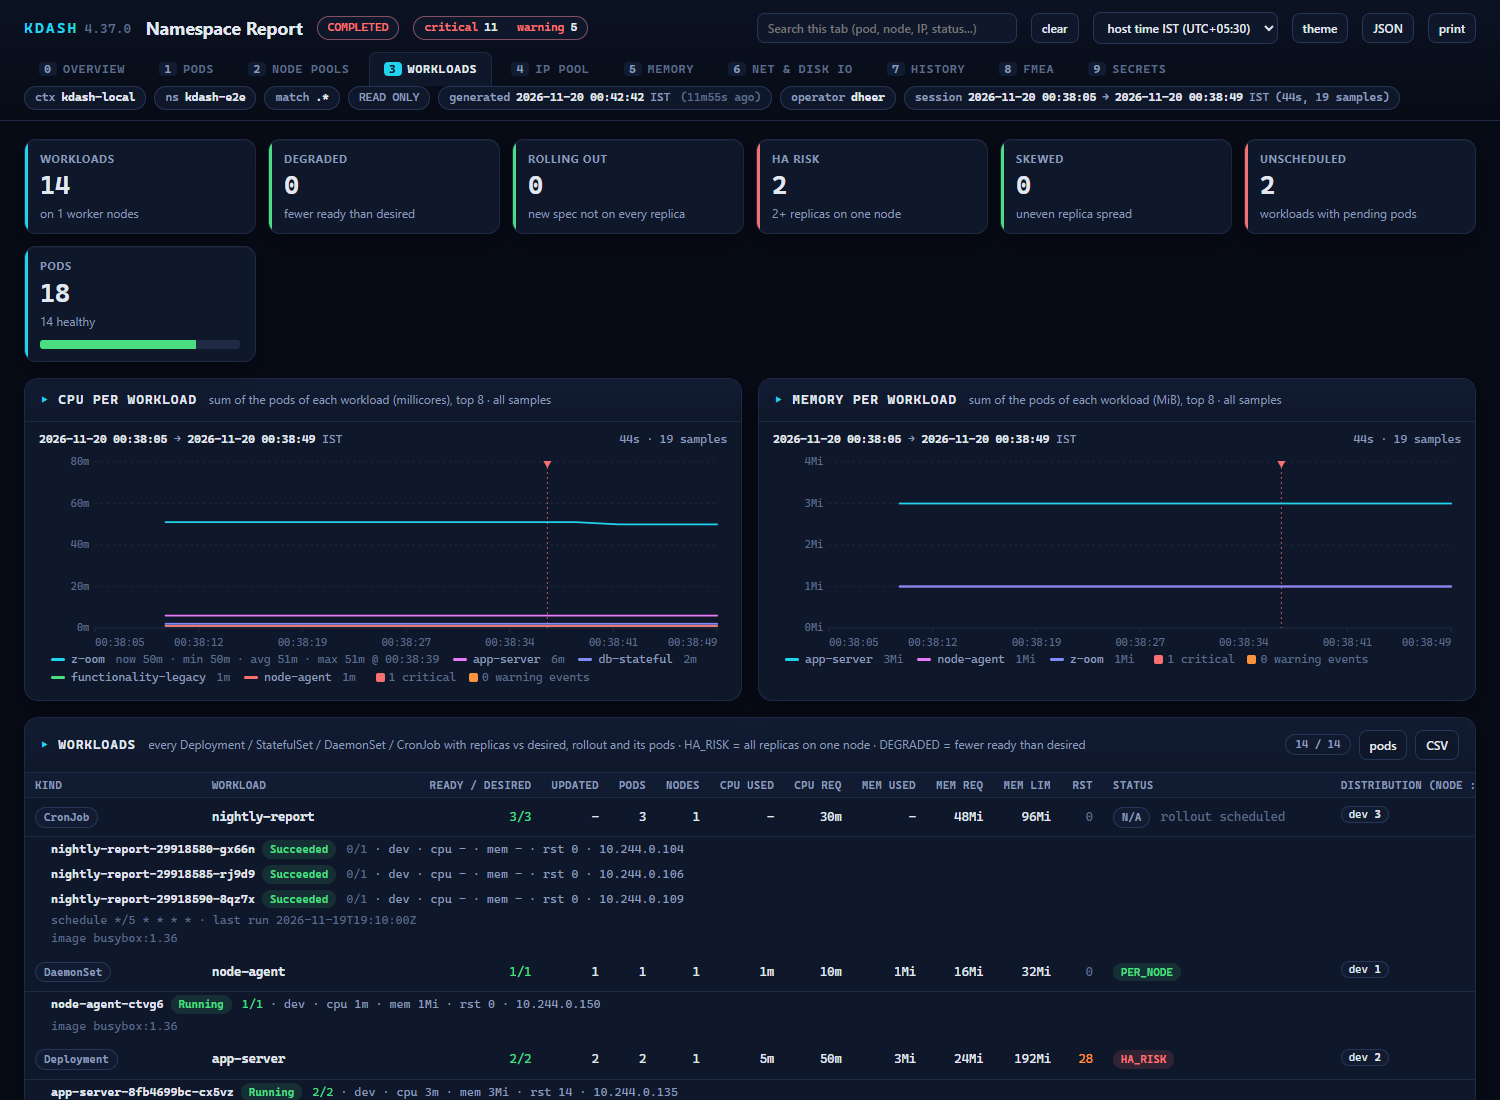 KDASH 4.37.0 Namespace Report COMPLETED critical 11 warning 5 Search this tab (pod, node, IP, status...) clear host time IST (UTC+05:30) theme JSON print
0 OVERVIEW 1 PODS 2 NODE POOLS 3 WORKLOADS 4 IP POOL 5 MEMORY 6 NET & DISK IO 7 HISTORY 8 FMEA 9 SECRETS
ctx kdash-local ns kdash-e2e match .* READ ONLY generated 2026-11-20 00:42:42 IST (11m55s ago) operator dheer session 2026-11-20 00:38:05 → 2026-11-20 00:38:49 IST (44s, 19 samples)
WORKLOADS
14
on 1 worker nodes
DEGRADED
0
fewer ready than desired
ROLLING OUT
0
new spec not on every replica
HA RISK
2
2+ replicas on one node
SKEWED
0
uneven replica spread
UNSCHEDULED
2
workloads with pending pods
PODS
18
14 healthy
▸ CPU PER WORKLOAD sum of the pods of each workload (millicores), top 8 · all samples
2026-11-20 00:38:05 → 2026-11-20 00:38:49 IST 44s · 19 samples
80m
60m
40m
20m
0m
00:38:05 00:38:12 00:38:19 00:38:27 00:38:34 00:38:41 00:38:49
z-oom now 50m · min 50m · avg 51m · max 51m @ 00:38:39 app-server 6m db-stateful 2m
functionality-legacy 1m node-agent 1m 1 critical 0 warning events
▸ MEMORY PER WORKLOAD sum of the pods of each workload (MiB), top 8 · all samples
2026-11-20 00:38:05 → 2026-11-20 00:38:49 IST 44s · 19 samples
4Mi
3Mi
2Mi
1Mi
0Mi
00:38:05 00:38:12 00:38:19 00:38:27 00:38:34 00:38:41 00:38:49
app-server 3Mi node-agent 1Mi z-oom 1Mi 1 critical 0 warning events
▸ WORKLOADS every Deployment / StatefulSet / DaemonSet / CronJob with replicas vs desired, rollout and its pods · HA_RISK = all replicas on one node · DEGRADED = fewer ready than desired 14 / 14 pods CSV
KIND WORKLOAD READY / DESIRED UPDATED PODS NODES CPU USED CPU REQ MEM USED MEM REQ MEM LIM RST STATUS DISTRIBUTION (NODE :
CronJob nightly-report 3/3 – 3 1 – 30m – 48Mi 96Mi 0 N/A rollout scheduled dev 3
nightly-report-29918580-gx66n Succeeded 0/1 · dev · cpu – · mem – · rst 0 · 10.244.0.104
nightly-report-29918585-rj9d9 Succeeded 0/1 · dev · cpu – · mem – · rst 0 · 10.244.0.106
nightly-report-29918590-8qz7x Succeeded 0/1 · dev · cpu – · mem – · rst 0 · 10.244.0.109
schedule */5 * * * * · last run 2026-11-19T19:10:00Z
image busybox:1.36
DaemonSet node-agent 1/1 1 1 1 1m 10m 1Mi 16Mi 32Mi 0 PER_NODE dev 1
node-agent-ctvg6 Running 1/1 · dev · cpu 1m · mem 1Mi · rst 0 · 10.244.0.150
image busybox:1.36
Deployment app-server 2/2 2 2 1 5m 50m 3Mi 24Mi 192Mi 28 HA_RISK dev 2
app-server-8fb4699bc-cx5vz Running 2/2 · dev · cpu 3m · mem 3Mi · rst 14 · 10.244.0.135